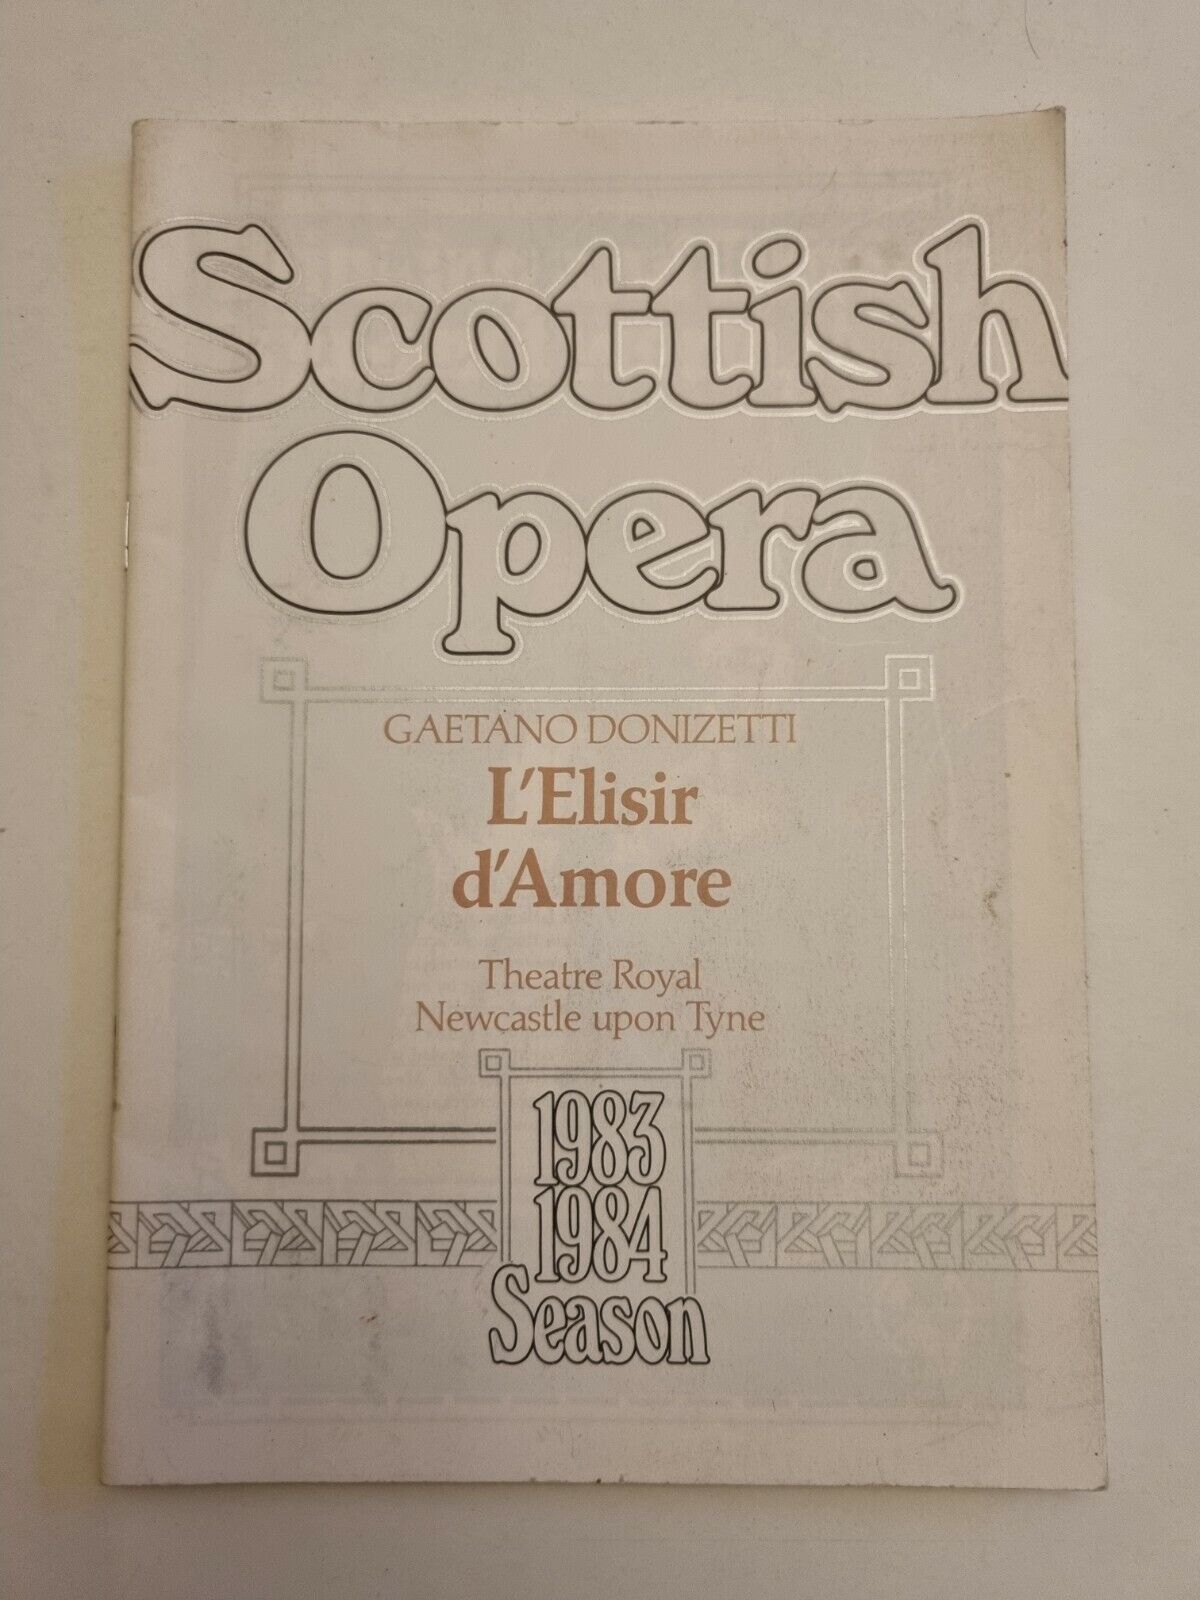 Scottish
Opera
GAETANO DONIZETTI
L'Elisir
d'Amore
Theatre Royal
Newcastle upon Tyne
1983
1984
Season